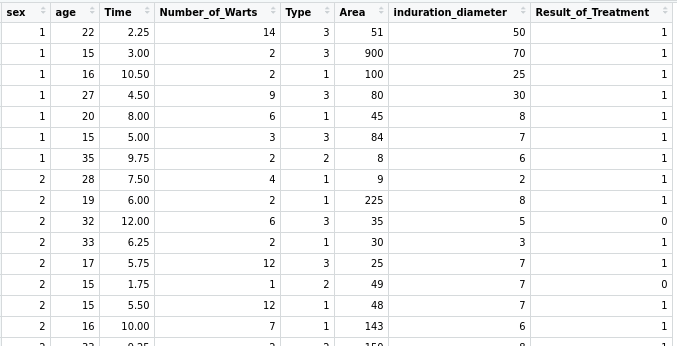 sex age Time Number_of_Warts Type Area induration_diameter Result_of_Treatment
1 22 2.25 14 3 51 50 1
1 15 3.00 2 3 900 70 1
1 16 10.50 2 1 100 25 1
1 27 4.50 9 3 80 30 1
1 20 8.00 6 1 45 8 1
1 15 5.00 3 3 84 7 1
1 35 9.75 2 2 8 6 1
2 28 7.50 4 1 9 2 1
2 19 6.00 2 1 225 8 1
2 32 12.00 6 3 35 5 0
2 33 6.25 2 1 30 3 1
2 17 5.75 12 3 25 7 1
2 15 1.75 1 2 49 7 0
2 15 5.50 12 1 48 7 1
2 16 10.00 7 1 143 6 1